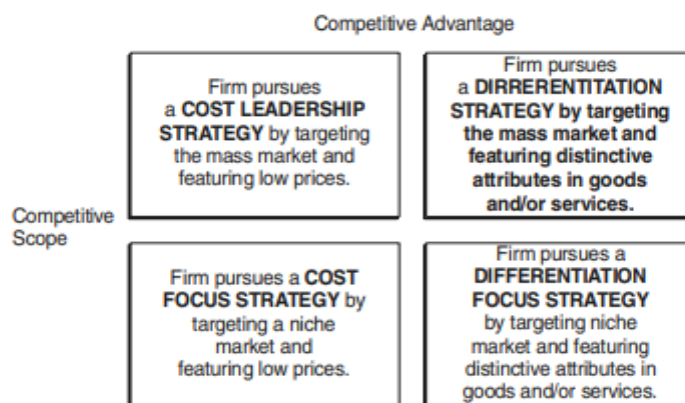 Competitive Advantage
Firm pursues
a COST LEADERSHIP
STRATEGY by targeting
the mass market and
featuring low prices.
Firm pursues
a DIRRERENTITATION
STRATEGY by targeting
the mass market and
featuring distinctive
attributes in goods
and/or services.
Competitive
Scope
Firm pursues a COST
FOCUS STRATEGY by
targeting a niche
market and
featuring low prices.
Firm pursues a
DIFFERENTIATION
FOCUS STRATEGY
by targeting niche
market and featuring
distinctive attributes in
goods and/or services.